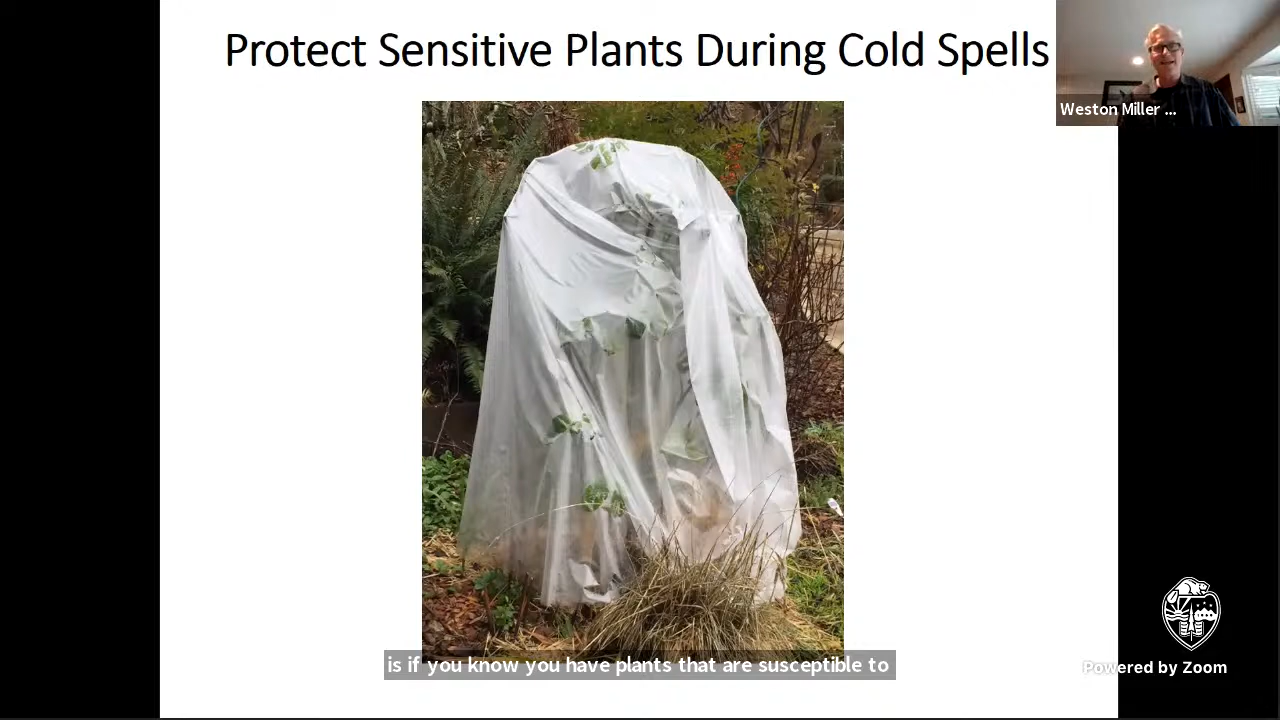 Protect Sensitive Plants During Cold Spells
Weston Miller ...
is if you know you have plants that are susceptible to
Powered by Zoom